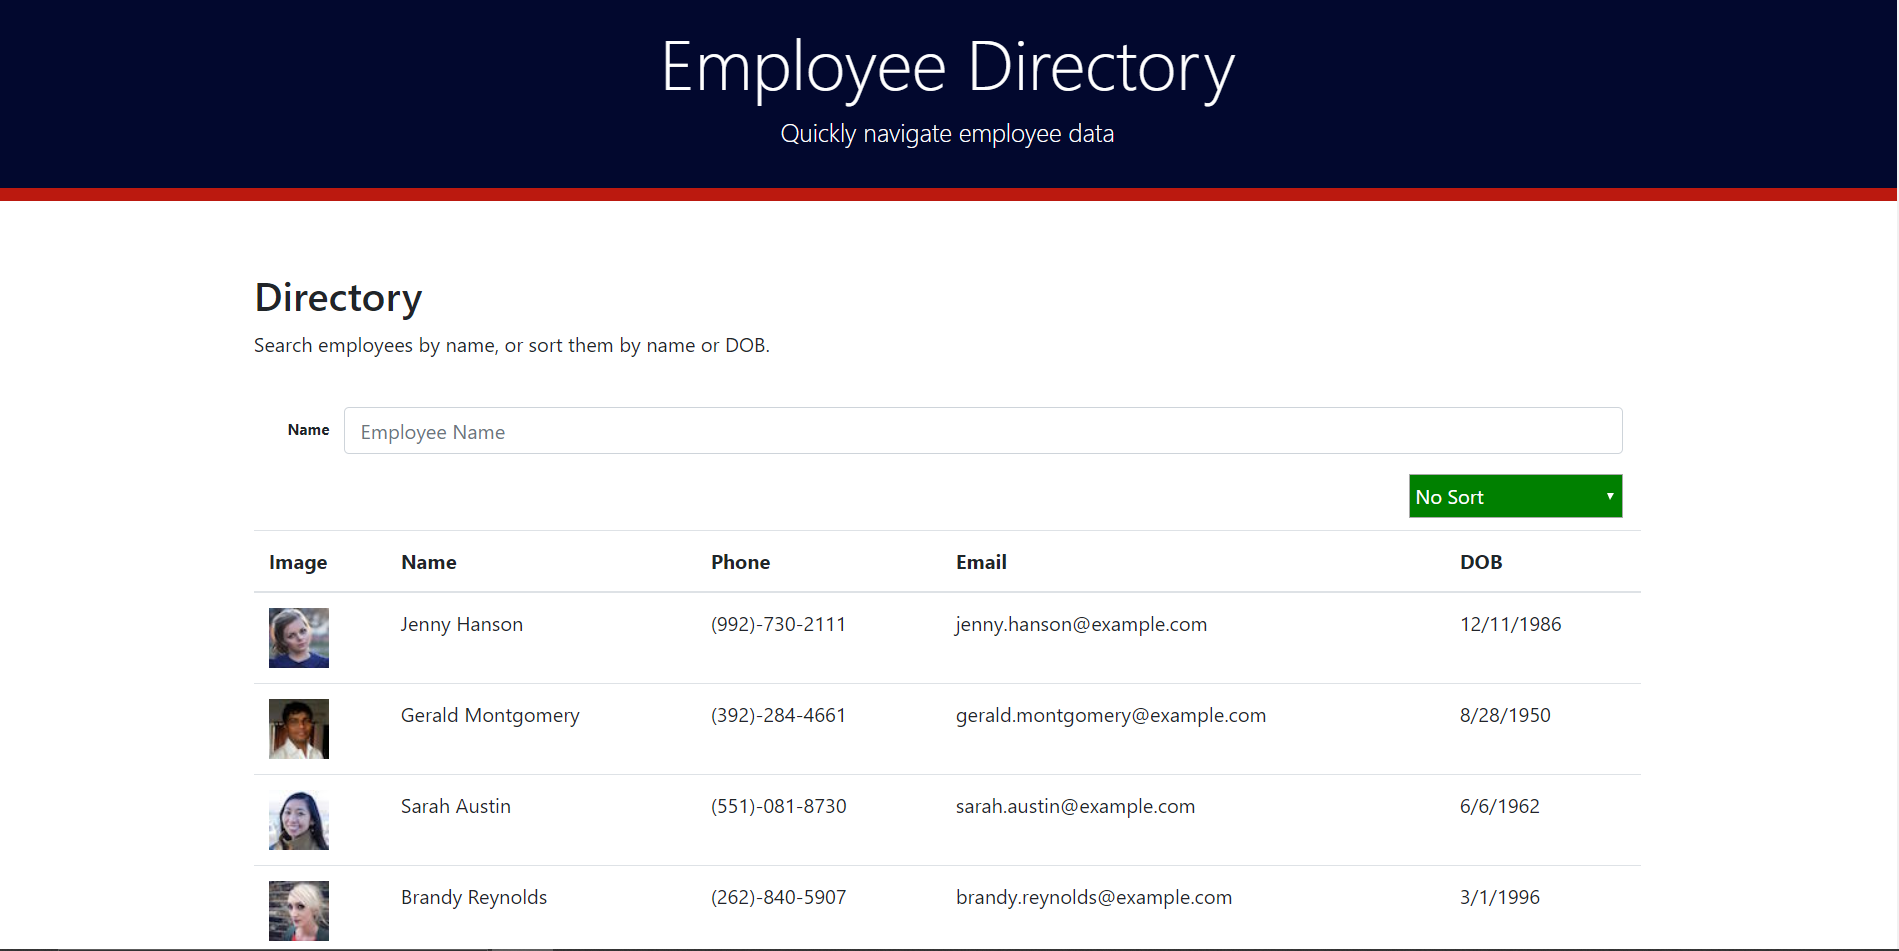 Employee Directory
Quickly navigate employee data
Directory
Search employees by name, or sort them by name or DOB.
Name Employee Name
No Sort
Image Name Phone Email DOB
Jenny Hanson (992)-730-2111 jenny.hanson@example.com 12/11/1986
Gerald Montgomery (392)-284-4661 gerald.montgomery@example.com 8/28/1950
Sarah Austin (551)-081-8730 sarah.austin@example.com 6/6/1962
Brandy Reynolds (262)-840-5907 brandy.reynolds@example.com 3/1/1996